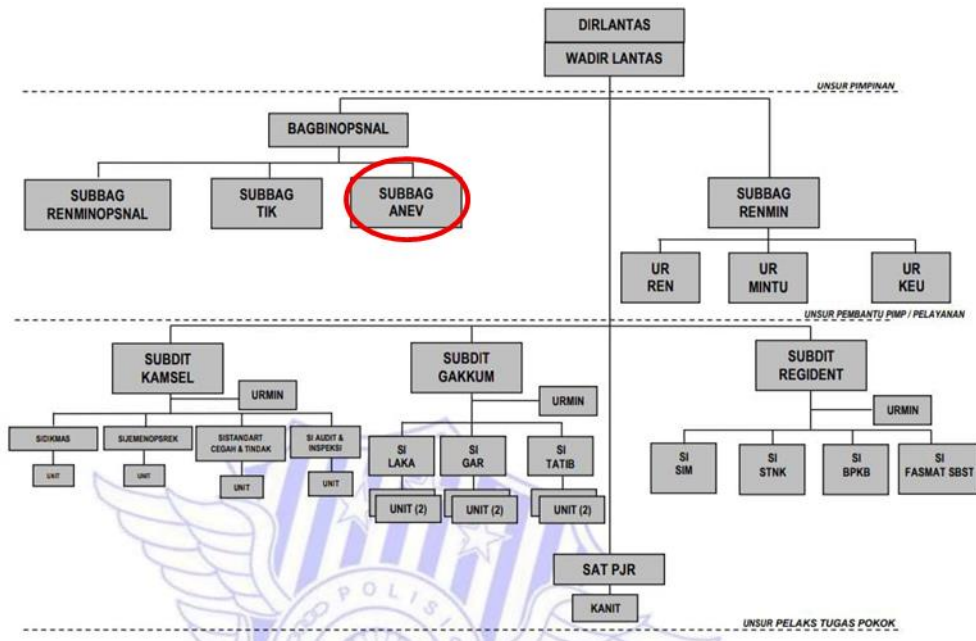 DIRLANTAS
WADIR LANTAS
UNSUR PIMPINAN
BAGBINOPSNAL
SUBBAG
RENMINOPSNAL
SUBBAG
TIK
SUBBAG
ANEV
SUBBAG
RENMIN
UR
REN
UR
MINTU
UR
KEU
UNSUR PEMBANTU PIMP / PELAYANAN
SUBDIT
KAMSEL
URMIN
SIDIKMAS
UNIT
SIJEMENOPSREK
UNIT
SISTANDART
CEGAH & TINDAK
UNIT
SI AUDIT &
INSPEKSI
UNIT
SUBDIT
GAKKUM
URMIN
SI
LAKA
UNIT (2)
SI
GAR
UNIT (2)
SI
TATIB
UNIT (2)
SUBDIT
REGIDENT
URMIN
SI
SIM
SI
STNK
SI
BPKB
SI
FASMAT SBST
SAT PJR
KANIT
UNSUR PELAKS TUGAS POKOK
POLIS